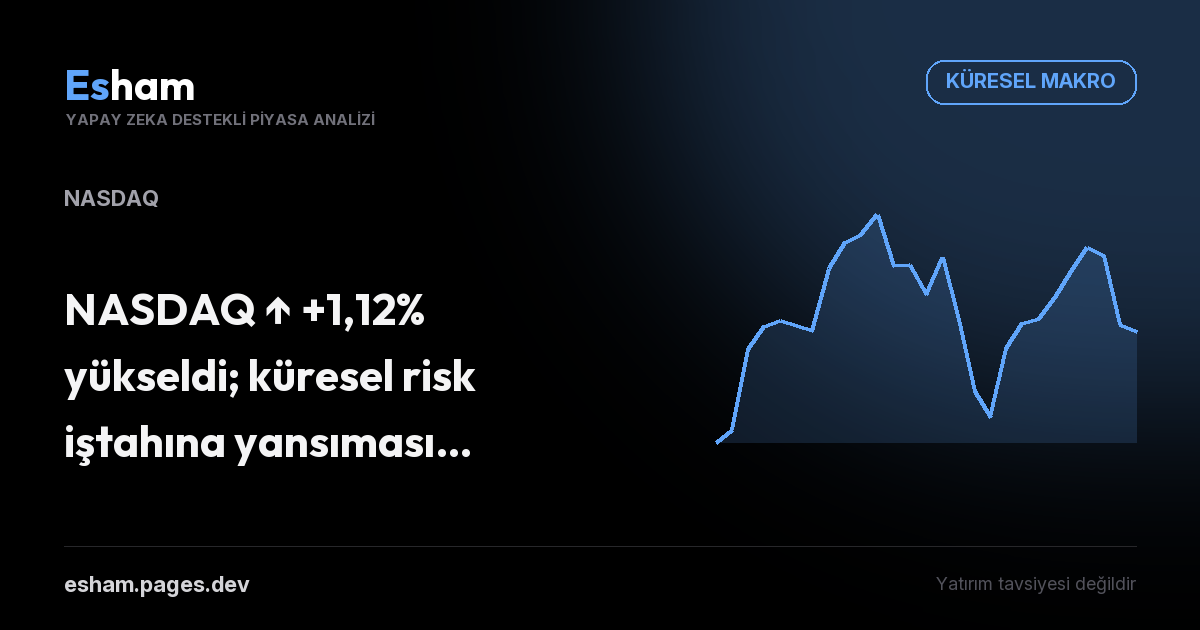 Esham
KÜRESEL MAKRO
YAPAY ZEKA DESTEKLİ PİYASA ANALİZİ
NASDAQ
NASDAQ ↑ +1,12%
yükseldi; küresel risk
iştahına yansıması...
esham.pages.dev
Yatırım tavsiyesi değildir